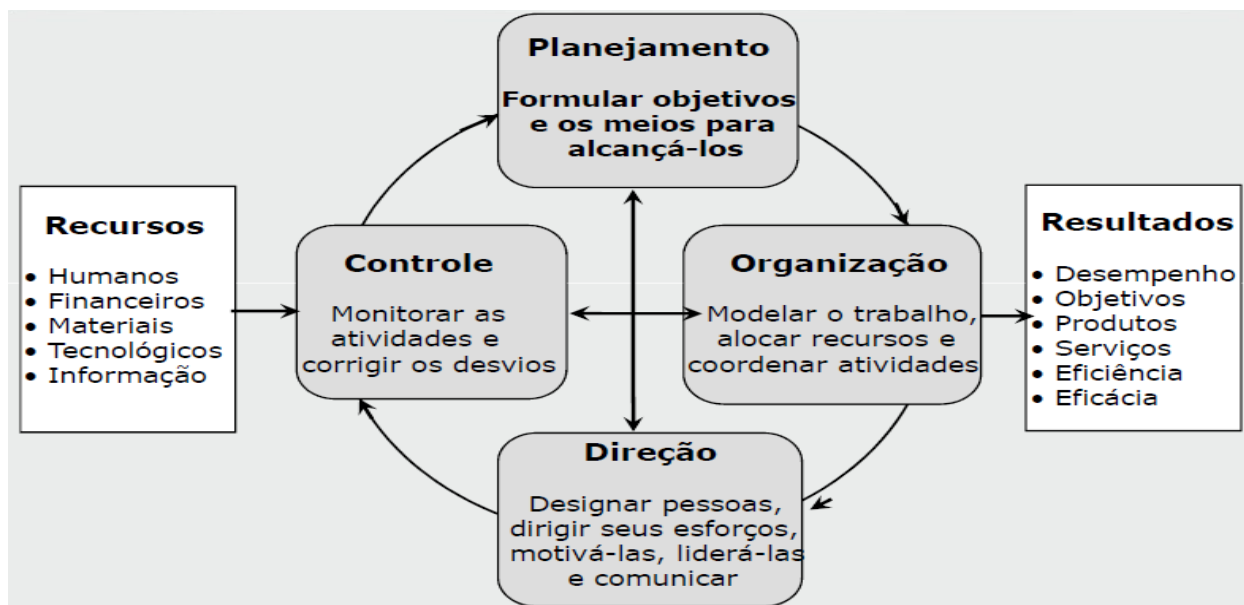 Planejamento
Formular objetivos
e os meios para
alcançá-los
Recursos
• Humanos
• Financeiros
• Materiais
• Tecnológicos
• Informação
Controle
Monitorar as
atividades e
corrigir os desvios
Organização
Modelar o trabalho,
alocar recursos e
coordenar atividades
Resultados
• Desempenho
• Objetivos
• Produtos
• Serviços
• Eficiência
• Eficácia
Direção
Designar pessoas,
dirigir seus esforços,
motivá-las, liderá-las
e comunicar